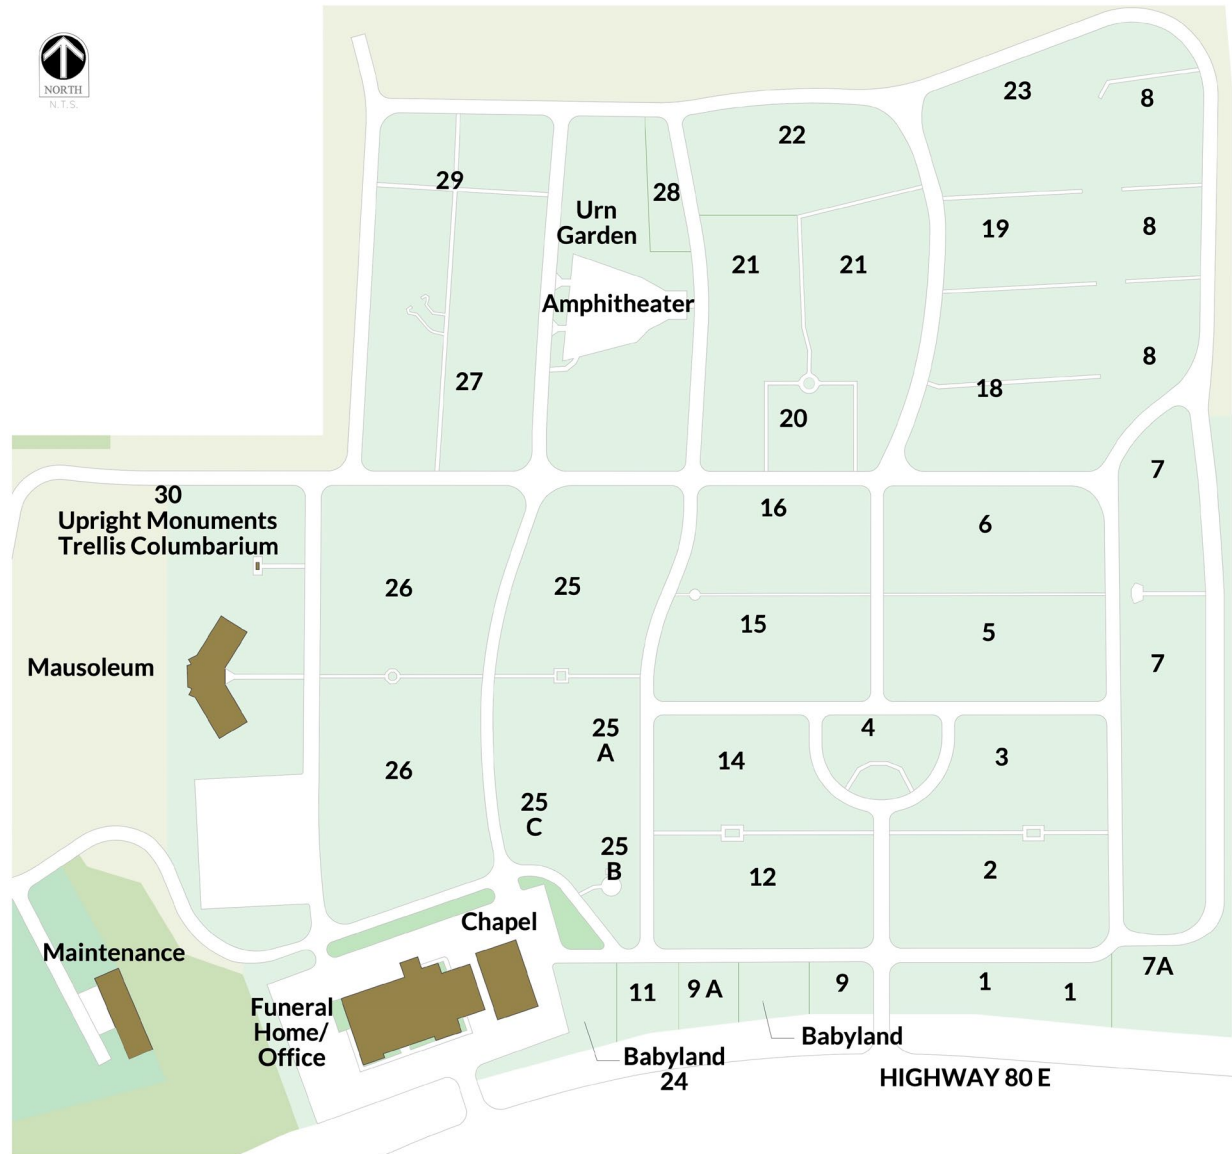 NORTH
N.T.S.
23
8
22
29
28
Urn
Garden
19
8
21
21
Amphitheater
8
27
18
20
7
30
Upright Monuments
Trellis Columbarium
16
6
26
25
15
5
Mausoleum
7
25
A
4
14
3
26
25
C
25
B
12
2
Chapel
Maintenance
7A
11
9 A
9
1
1
Funeral
Home/
Office
Babyland
Babyland
24
HIGHWAY 80 E